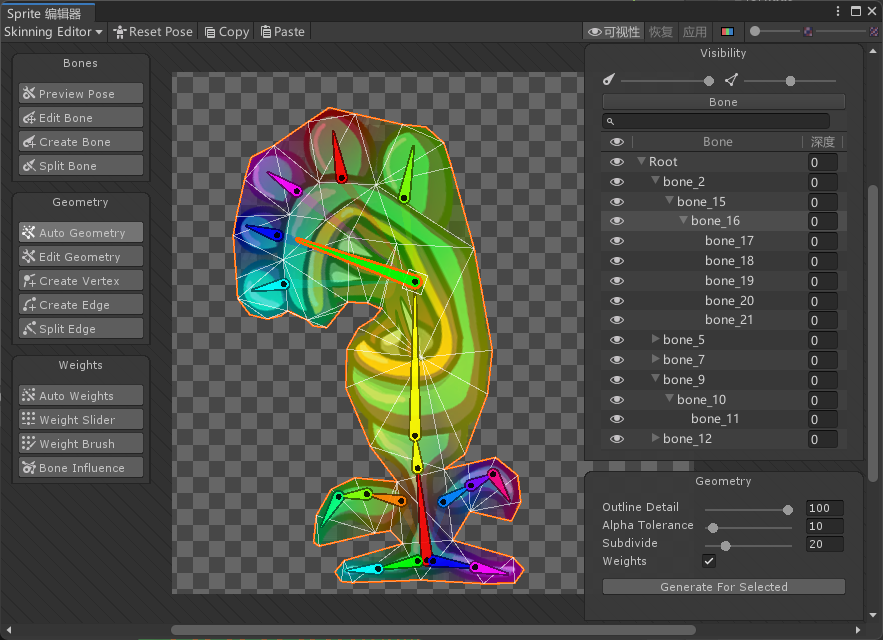 Sprite 编辑器
Skinning Editor Reset Pose Copy Paste 可视性 恢复 应用
Bones
Preview Pose
Edit Bone
Create Bone
Split Bone
Geometry
Auto Geometry
Edit Geometry
Create Vertex
Create Edge
Split Edge
Weights
Auto Weights
Weight Slider
Weight Brush
Bone Influence
Visibility
Bone
Bone 深度
Root 0
bone_2 0
bone_15 0
bone_16 0
bone_17 0
bone_18 0
bone_19 0
bone_20 0
bone_21 0
bone_5 0
bone_7 0
bone_9 0
bone_10 0
bone_11 0
bone_12 0
Geometry
Outline Detail 100
Alpha Tolerance 10
Subdivide 20
Weights
Generate For Selected